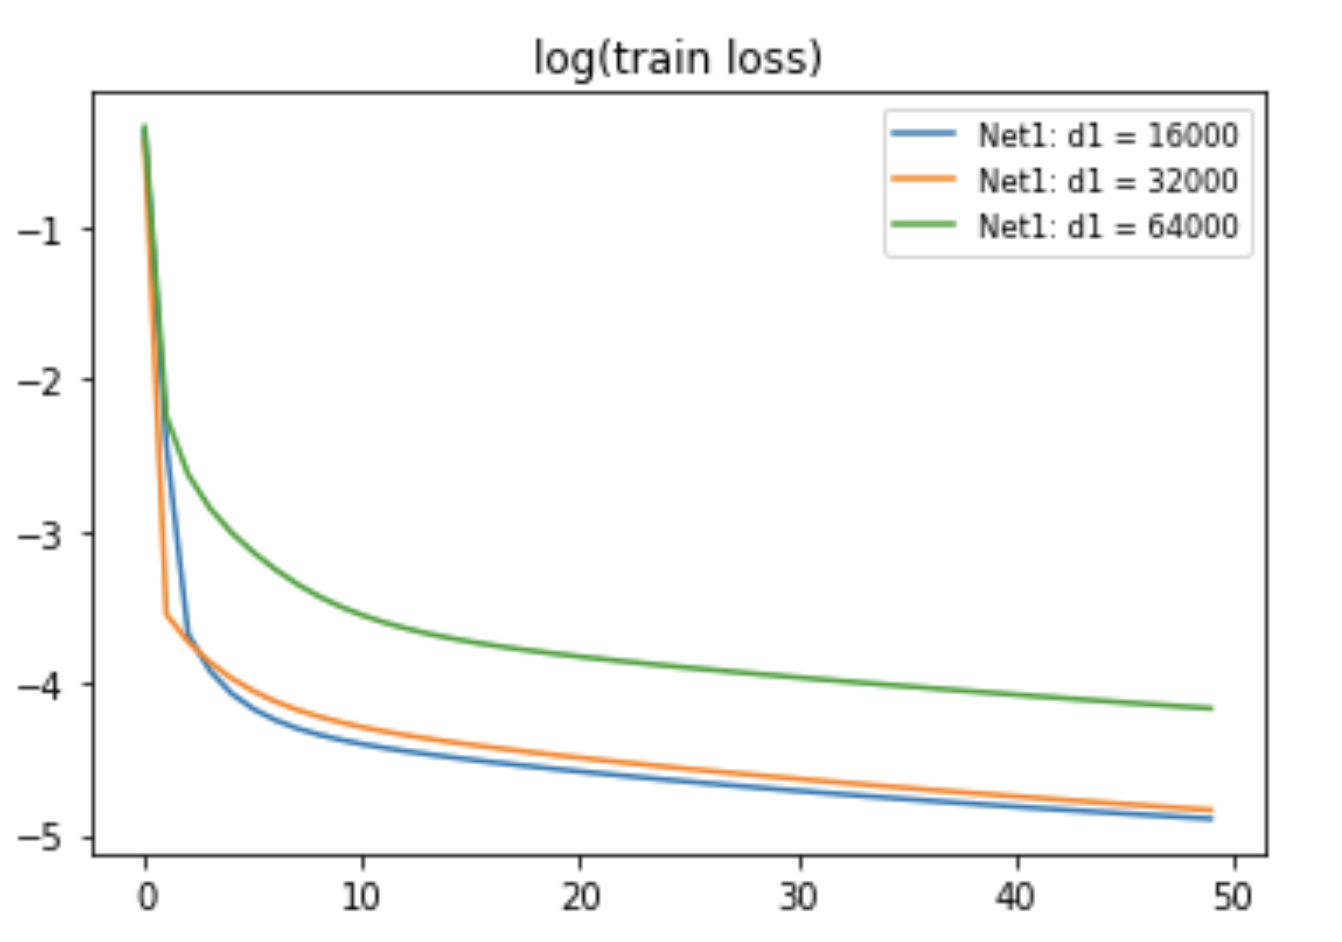 log(train loss)
Net1: d1 = 16000
Net1: d1 = 32000
Net1: d1 = 64000
−1
−2
−3
−4
−5
0 10 20 30 40 50